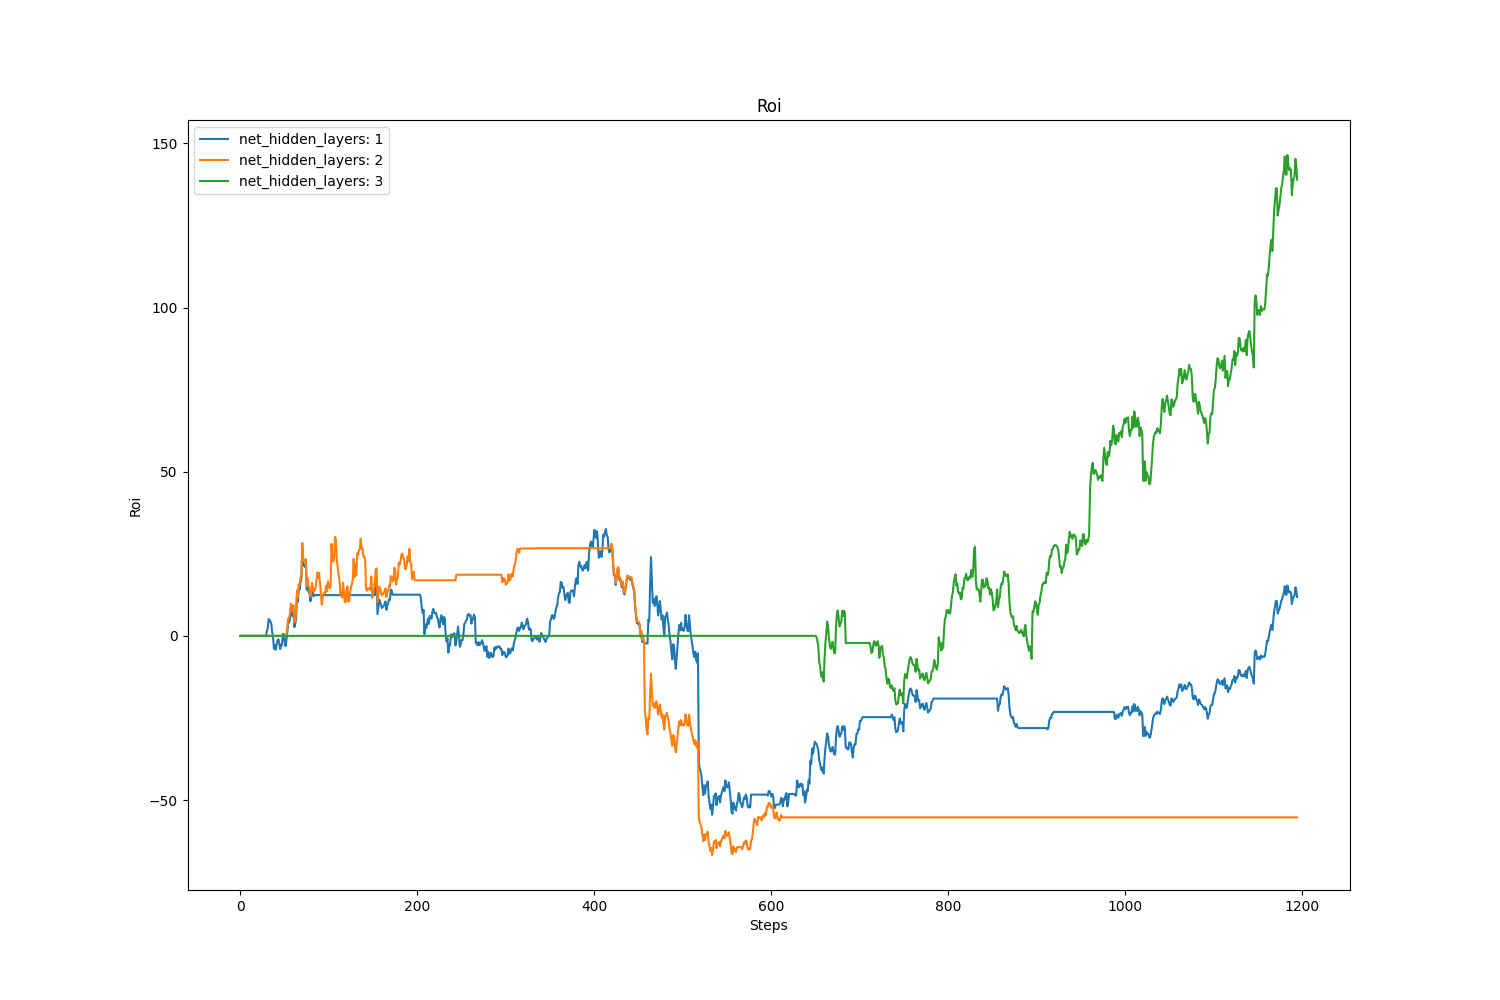 Roi
net_hidden_layers: 1
net_hidden_layers: 2
net_hidden_layers: 3
150
100
50
0
−50
Roi
0 200 400 600 800 1000 1200
Steps